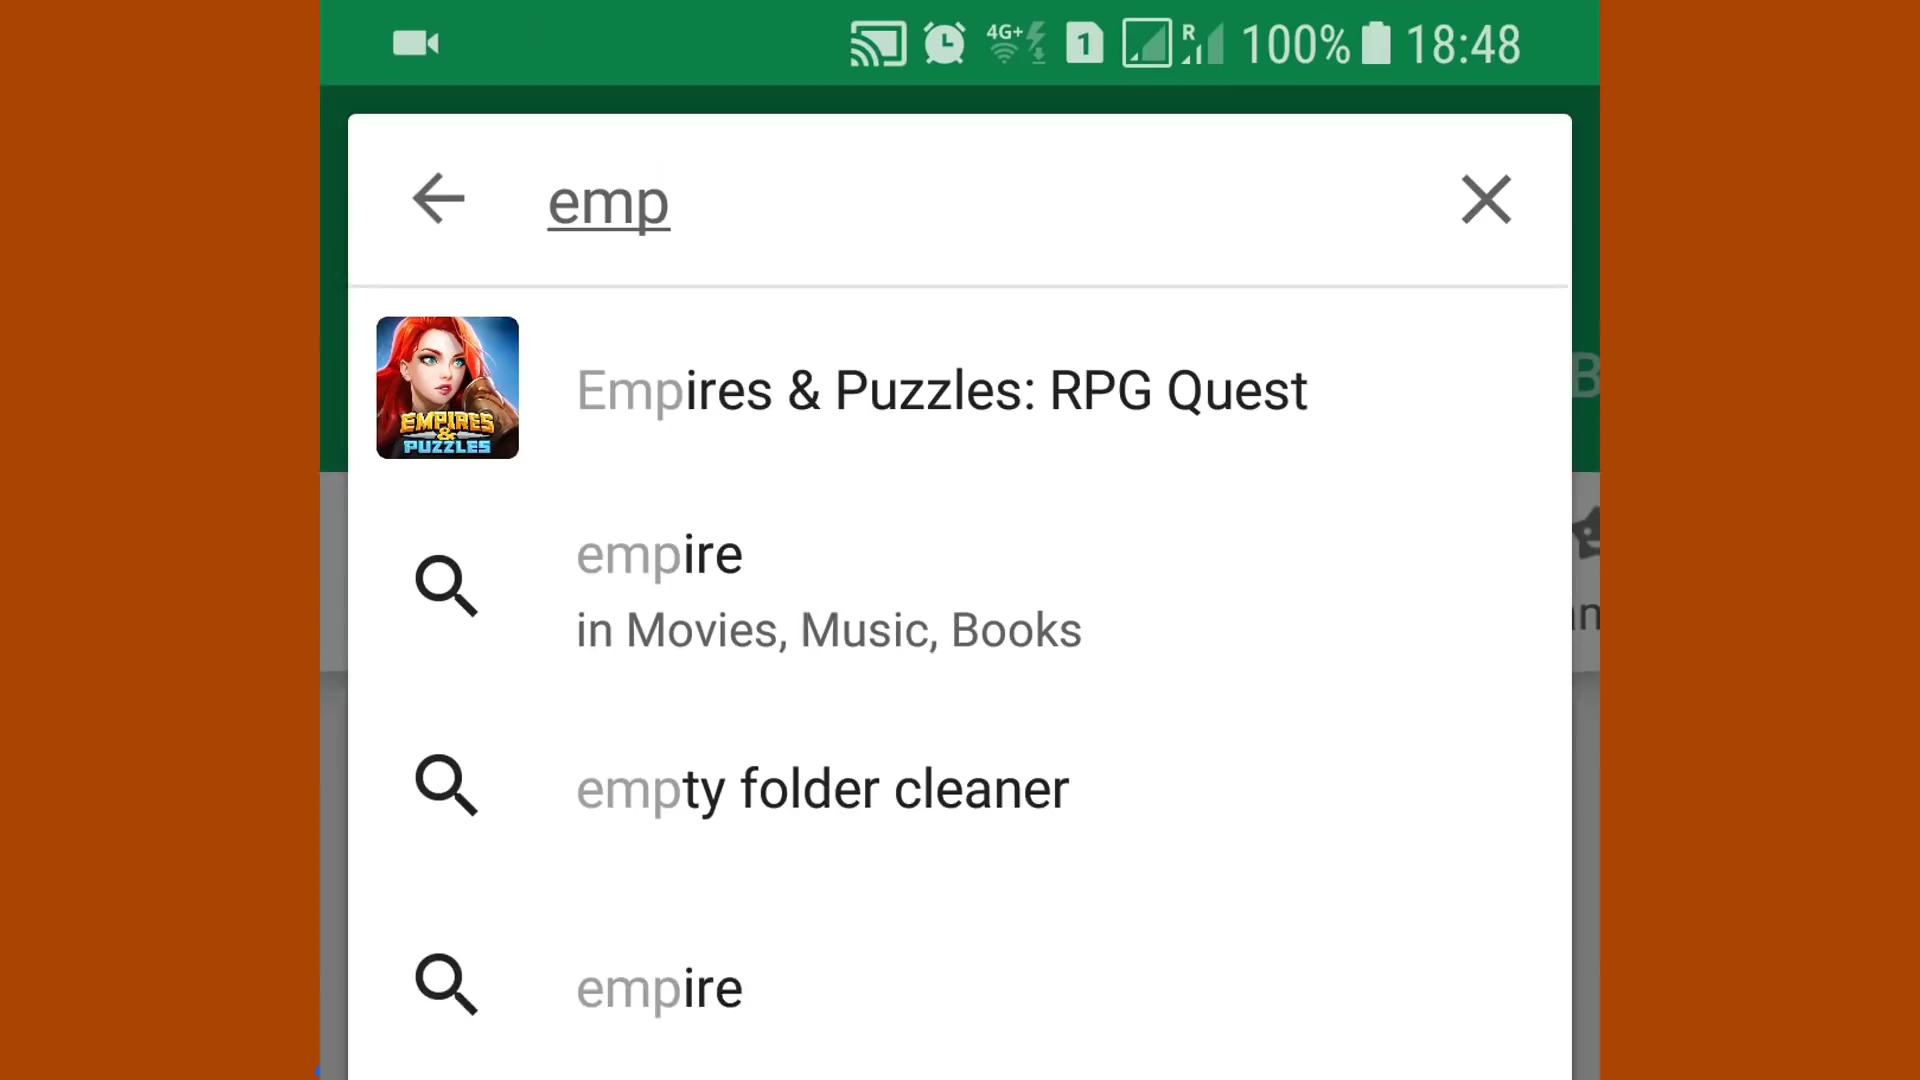 4G+ 1 R 100% 18:48
emp
EMPIRES
&
PUZZLES
Empires & Puzzles: RPG Quest
empire
in Movies, Music, Books
empty folder cleaner
empire